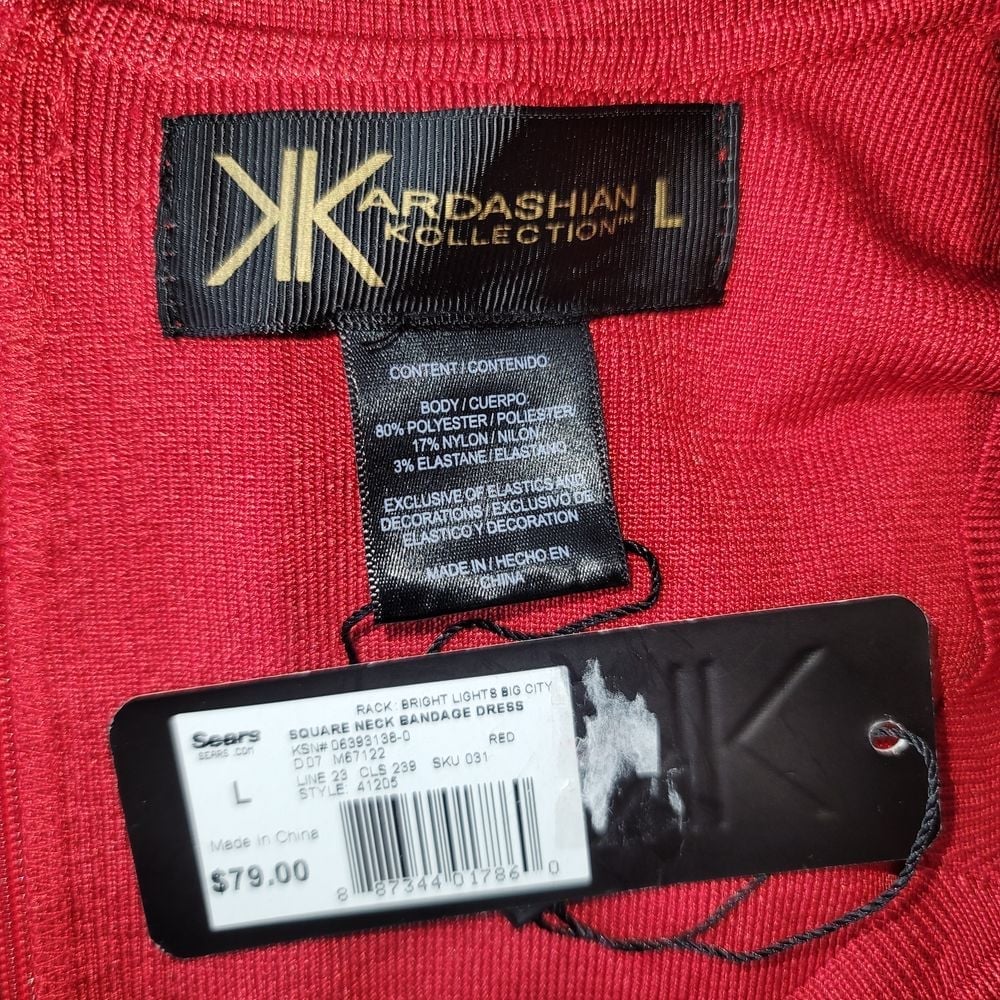 KARDASHIAN L
KOLLECTION™
CONTENT / CONTENIDO
BODY / CUERPO
80% POLYESTER / POLIESTER
17% NYLON / NILON
3% ELASTANE / ELASTANO
EXCLUSIVE OF ELASTICS AND
DECORATIONS / EXCLUSIVO DE
ELASTICO Y DECORATION
MADE IN / HECHO EN
CHINA
RACK: BRIGHT LIGHTS BIG CITY
SQUARE NECK BANDAGE DRESS
Sears
SEARS.COM
KSN# 06393138-0 RED
D 07 M67122
LINE 23 CLS 239 SKU 031
STYLE: 41205
L
Made in China
$79.00
8 87344 01786 0
K